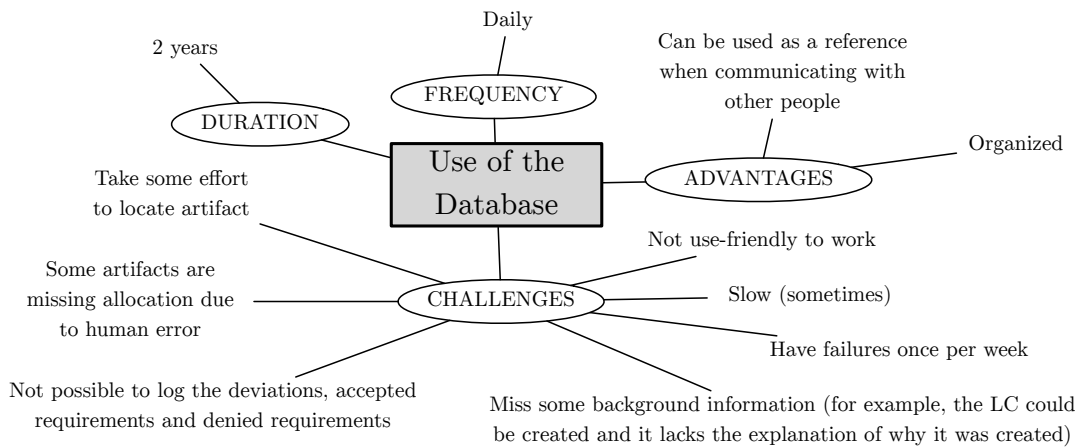 Daily
2 years
FREQUENCY
Can be used as a reference
when communicating with
other people
DURATION
Organized
Use of the
Database
ADVANTAGES
Take some effort
to locate artifact
Not use-friendly to work
Some artifacts are
missing allocation due
to human error
CHALLENGES
Slow (sometimes)
Have failures once per week
Not possible to log the deviations, accepted
requirements and denied requirements
Miss some background information (for example, the LC could
be created and it lacks the explanation of why it was created)